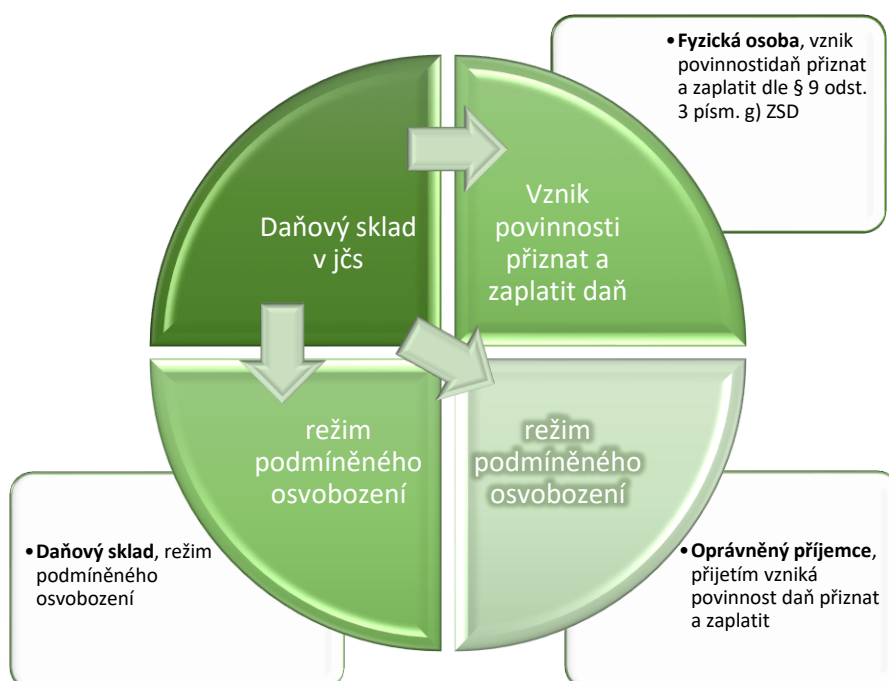 •Fyzická osoba, vznik
povinnostidaň přiznat
a zaplatit dle § 9 odst.
3 písm. g) ZSD
Daňový sklad
v jčs
Vznik
povinnosti
přiznat a
zaplatit daň
režim
podmíněného
osvobození
režim
podmíněného
osvobození
•Daňový sklad, režim
podmíněného
osvobození
•Oprávněný příjemce,
přijetím vzniká
povinnost daň přiznat
a zaplatit